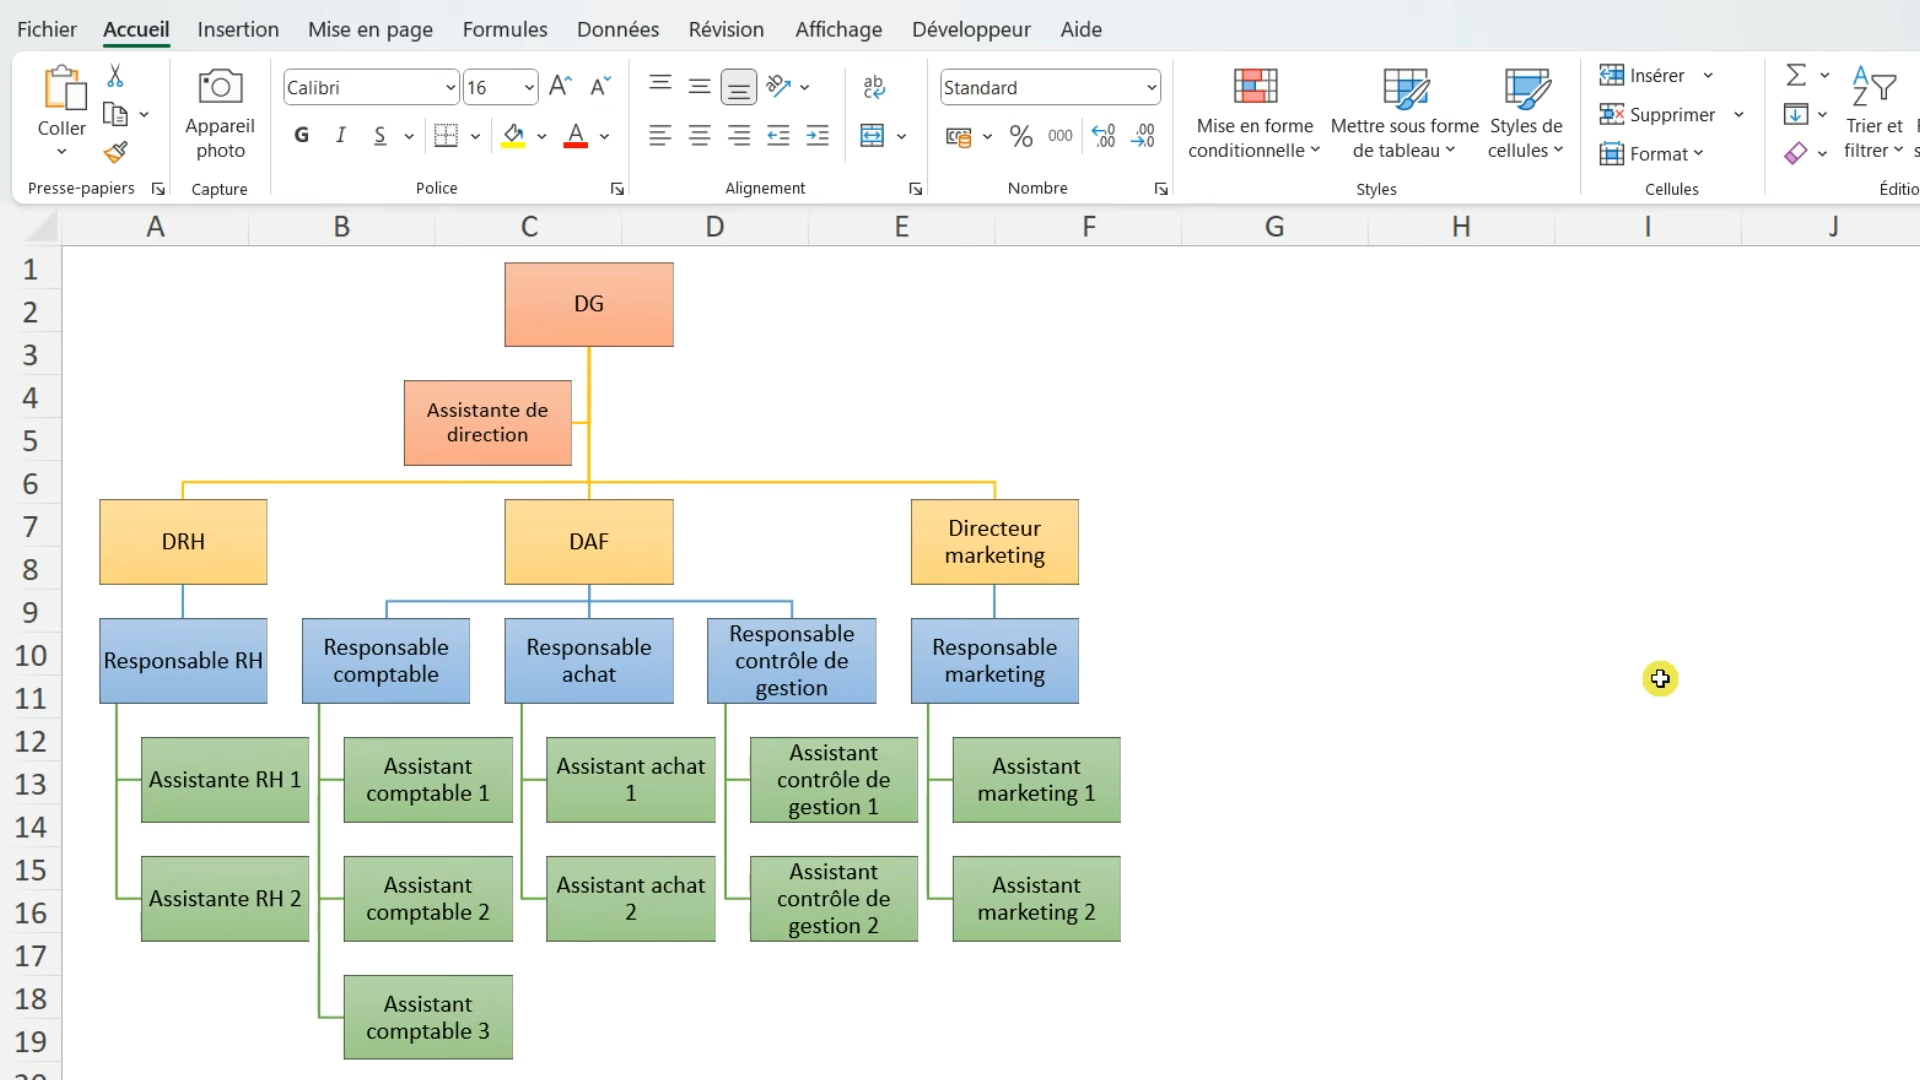 Fichier Accueil Insertion Mise en page Formules Données Révision Affichage Développeur Aide
Coller
Presse-papiers
Appareil
photo
Capture
Calibri 16
G I S
Police
Alignement
Standard
% 000
Nombre
Mise en forme
conditionnelle
Mettre sous forme
de tableau
Styles de
cellules
Styles
Insérer
Supprimer
Format
Cellules
Trier et
filtrer
Éditio
A B C D E F G H I J
1
2
3
4
5
6
7
8
9
10
11
12
13
14
15
16
17
18
19
DG
Assistante de
direction
DRH
DAF
Directeur
marketing
Responsable RH
Responsable
comptable
Responsable
achat
Responsable
contrôle de
gestion
Responsable
marketing
Assistante RH 1
Assistant
comptable 1
Assistant achat
1
Assistant
contrôle de
gestion 1
Assistant
marketing 1
Assistante RH 2
Assistant
comptable 2
Assistant achat
2
Assistant
contrôle de
gestion 2
Assistant
marketing 2
Assistant
comptable 3